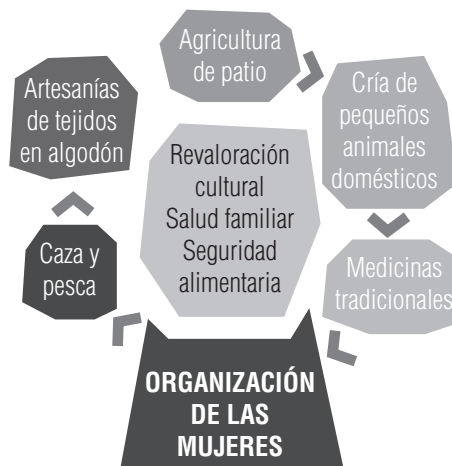 Agricultura
de patio
Artesanías
de tejidos
en algodón
Cría de
pequeños
animales
domésticos
Revaloración
cultural
Salud familiar
Seguridad
alimentaria
Caza y
pesca
Medicinas
tradicionales
ORGANIZACIÓN
DE LAS
MUJERES